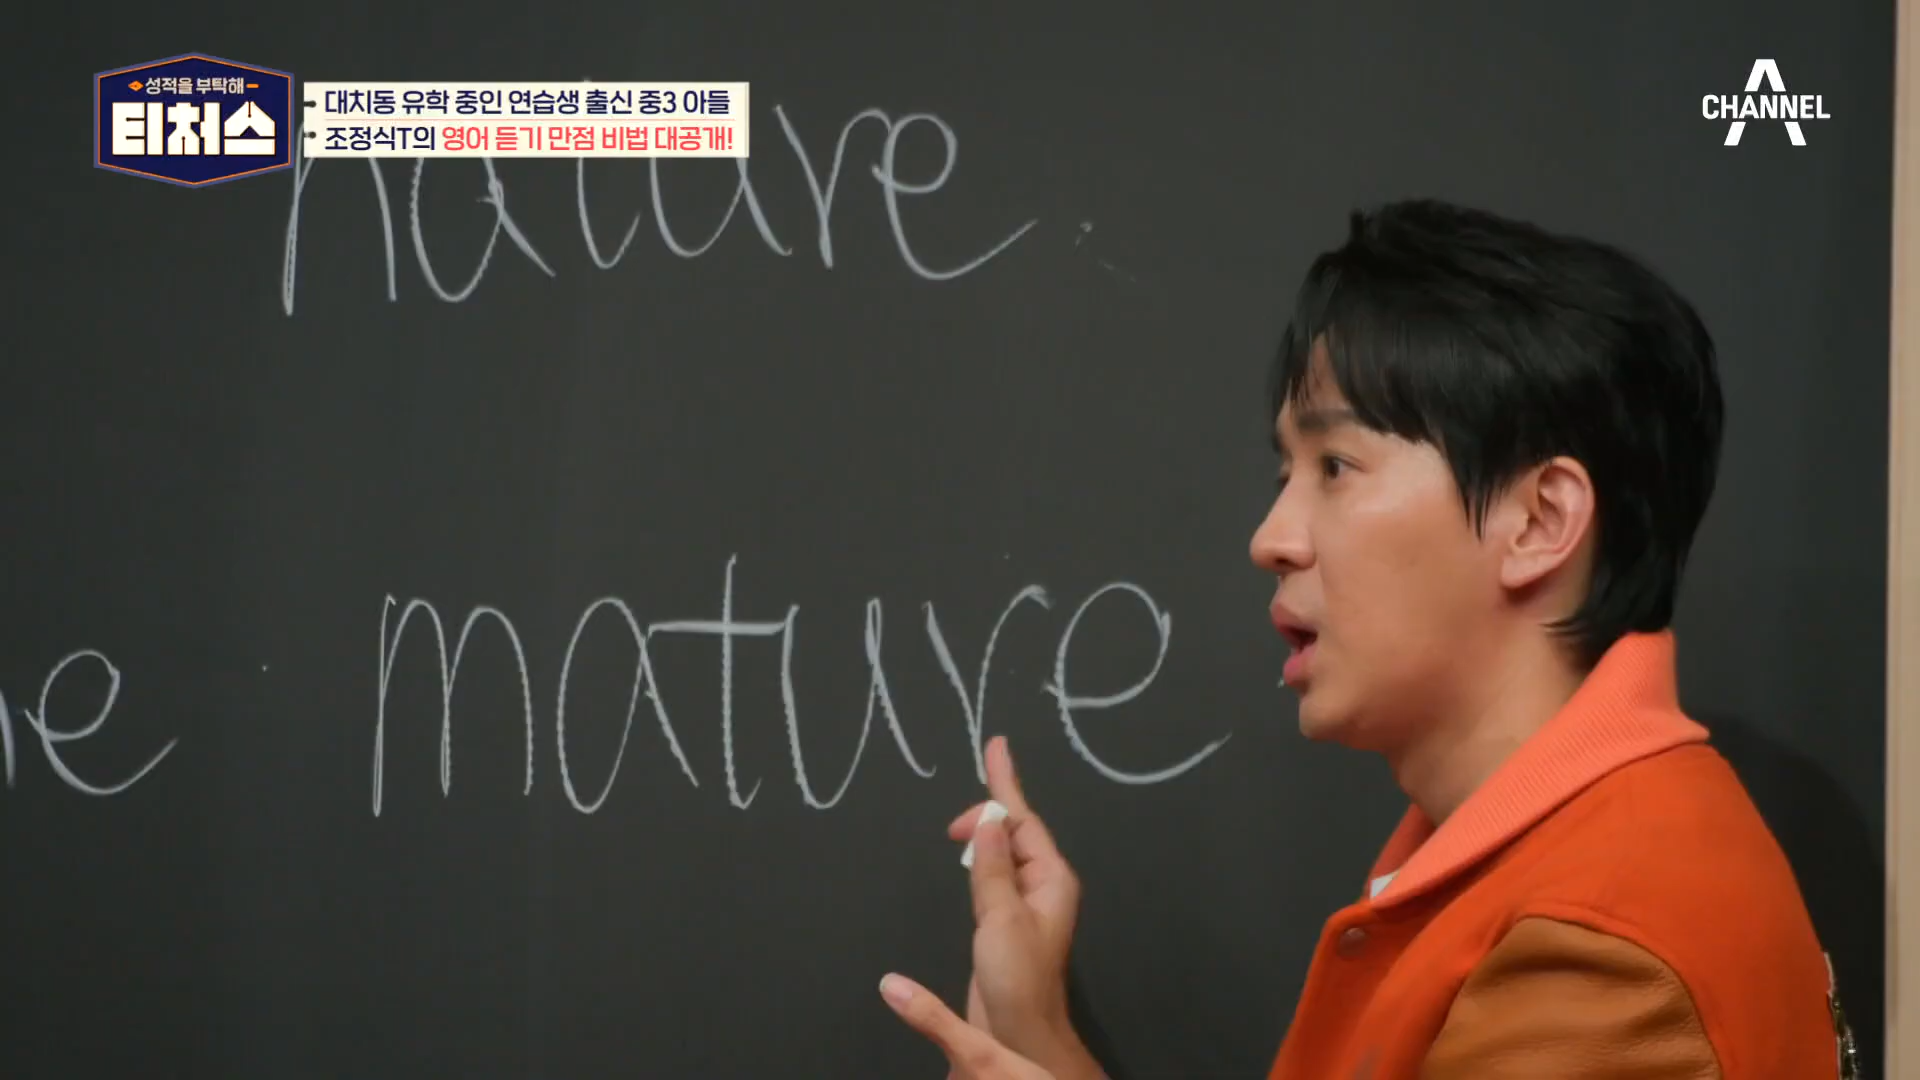 성적을 부탁해
티처스
대치동 유학 중인 연습생 출신 중3 아들
조정식T의 영어 듣기 만점 비법 대공개!
CHANNEL A
nature
mature